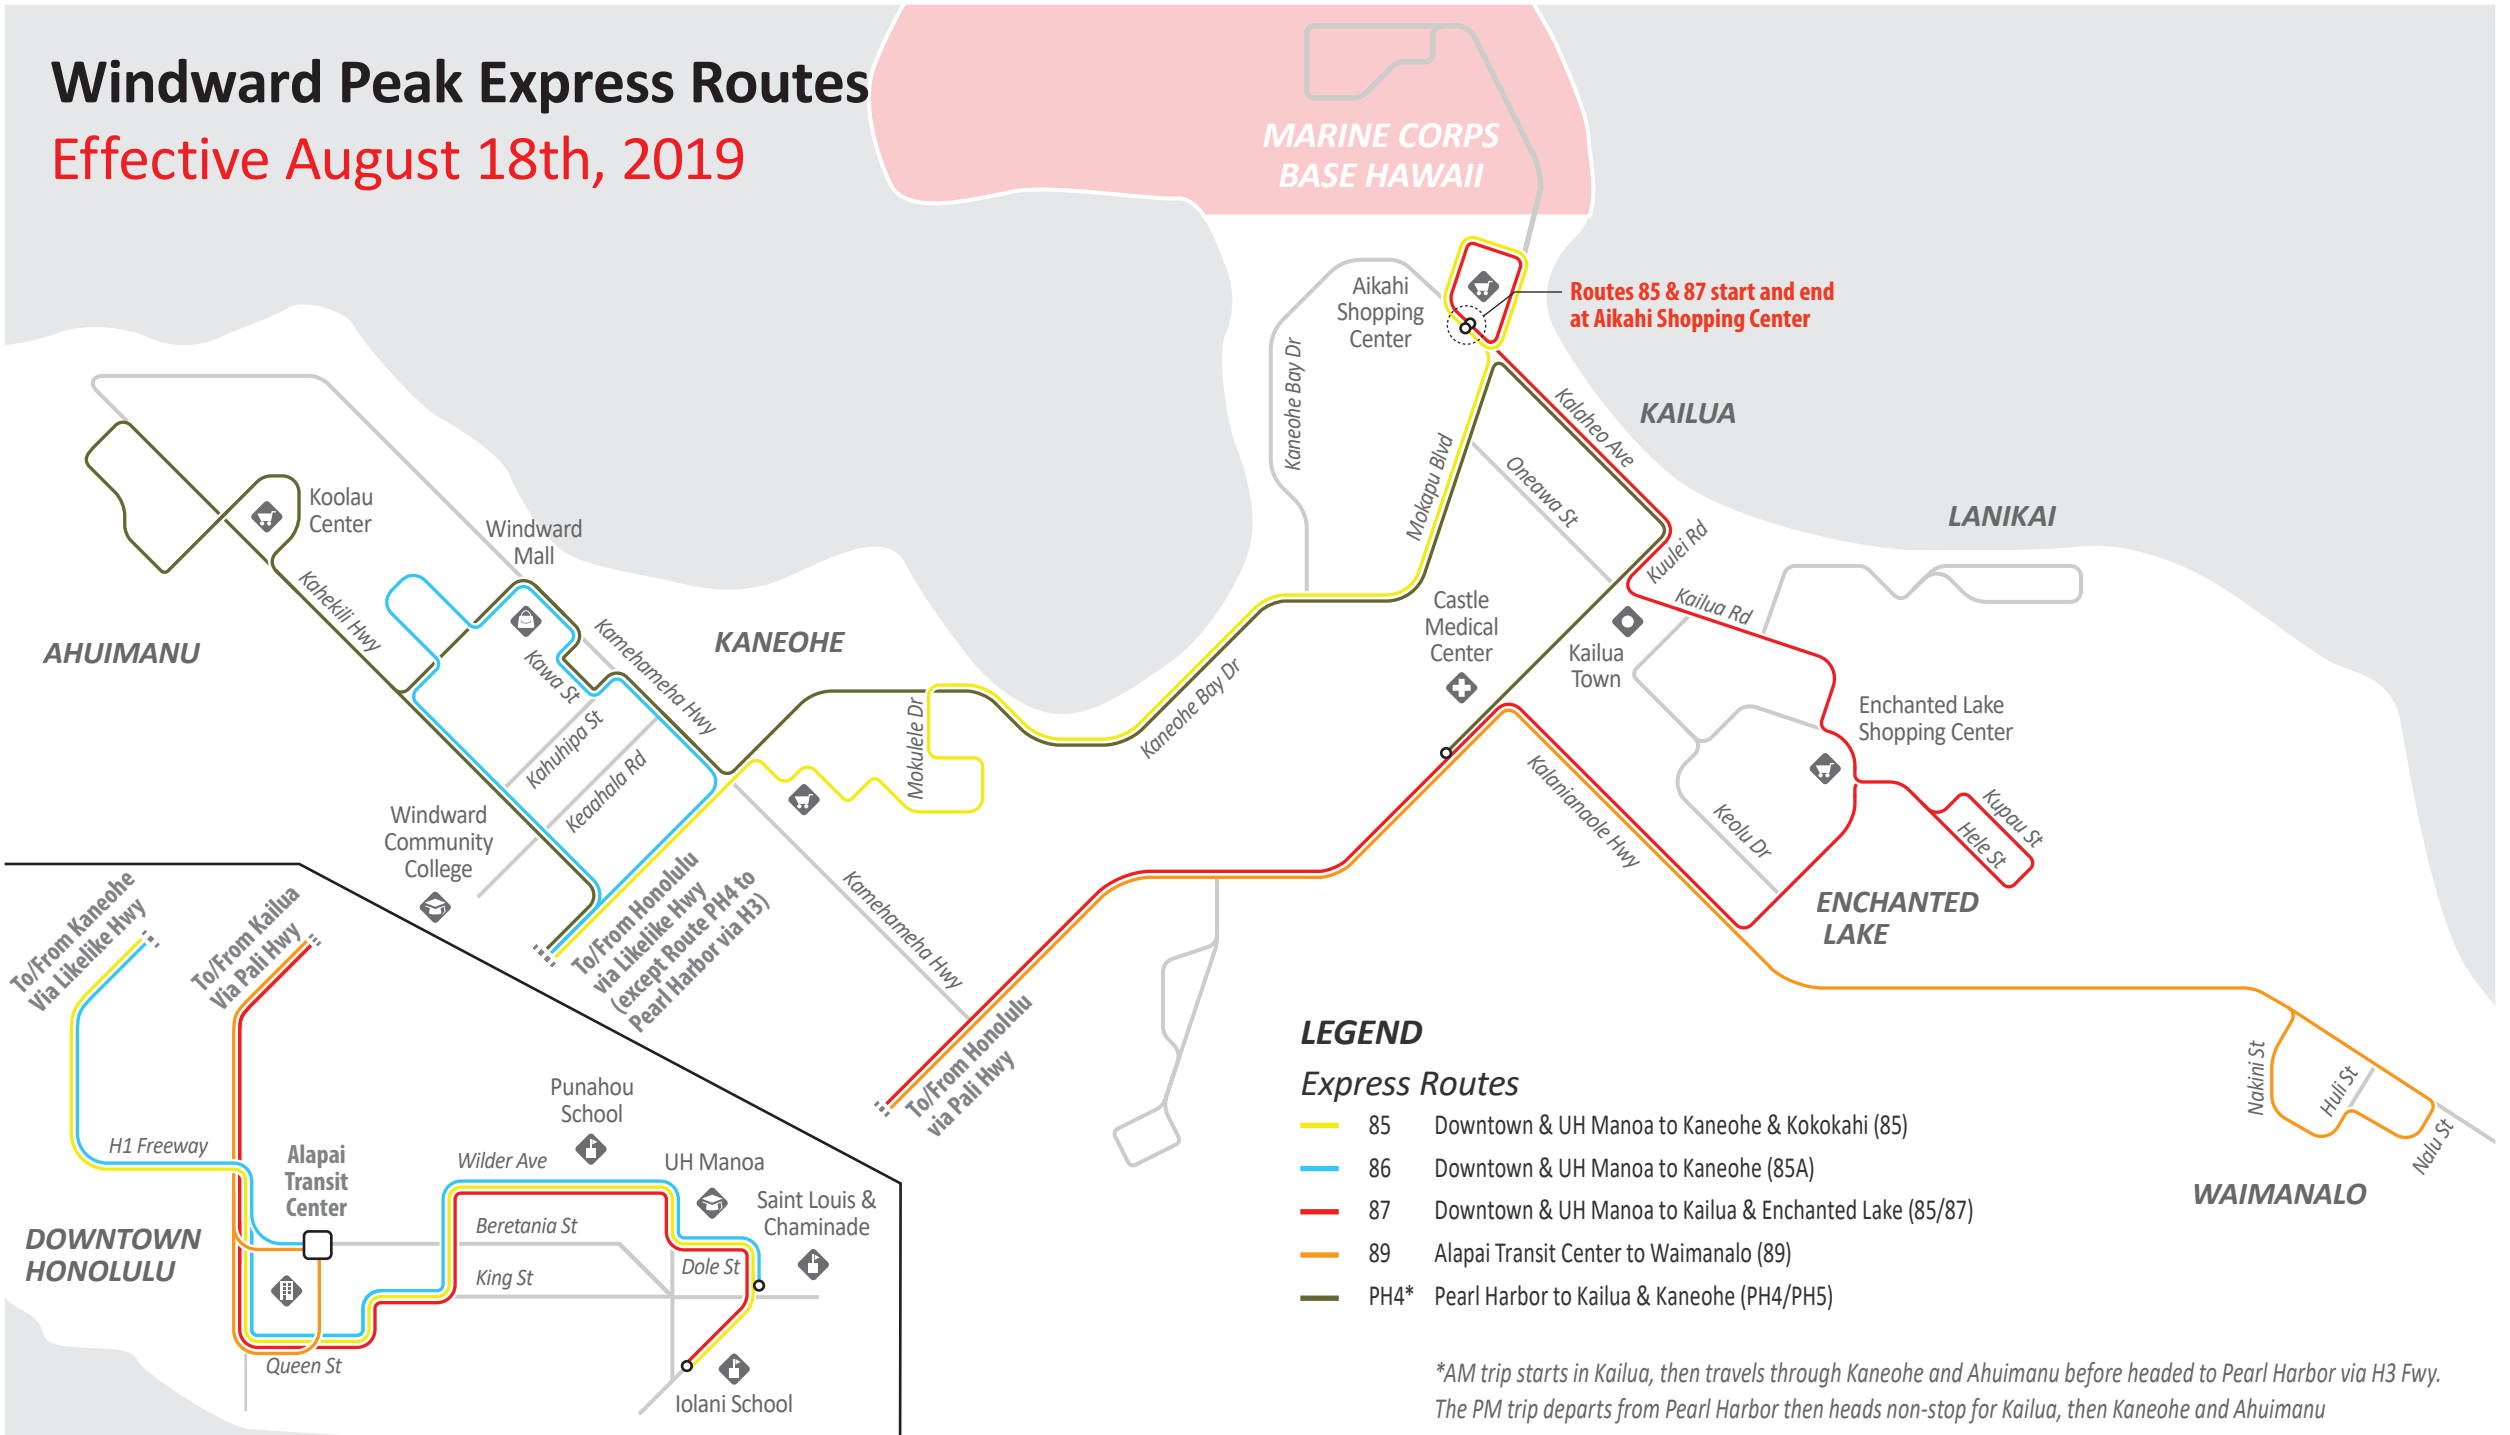 Windward Peak Express Routes
Effective August 18th, 2019
MARINE CORPS
BASE HAWAII
Aikahi
Shopping
Center
Routes 85 & 87 start and end
at Aikahi Shopping Center
Kaneohe Bay Dr
Kalaheo Ave
KAILUA
Mokapu Blvd
Oneawa St
Kuulei Rd
LANIKAI
Koolau
Center
Windward
Mall
Kahekili Hwy
AHUIMANU
Kawa St
Kamehameha Hwy
KANEOHE
Kahuhipa St
Keaahala Rd
Mokulele Dr
Kaneohe Bay Dr
Castle
Medical
Center
Kailua
Town
Kailua Rd
Enchanted Lake
Shopping Center
Kalanianaole Hwy
Keolu Dr
Kupau St
Hele St
ENCHANTED
LAKE
Windward
Community
College
To/From Honolulu
via Likelike Hwy
(except Route PH4 to
Pearl Harbor via H3)
Kamehameha Hwy
To/From Honolulu
via Pali Hwy
To/From Kaneohe
Via Likelike Hwy
To/From Kailua
Via Pali Hwy
H1 Freeway
Alapai
Transit
Center
DOWNTOWN
HONOLULU
Punahou
School
Wilder Ave
UH Manoa
Saint Louis &
Chaminade
Beretania St
King St
Dole St
Queen St
Iolani School
Nakini St
Huli St
Nalu St
WAIMANALO
LEGEND
Express Routes
85 Downtown & UH Manoa to Kaneohe & Kokokahi (85)
86 Downtown & UH Manoa to Kaneohe (85A)
87 Downtown & UH Manoa to Kailua & Enchanted Lake (85/87)
89 Alapai Transit Center to Waimanalo (89)
PH4* Pearl Harbor to Kailua & Kaneohe (PH4/PH5)
*AM trip starts in Kailua, then travels through Kaneohe and Ahuimanu before headed to Pearl Harbor via H3 Fwy.
The PM trip departs from Pearl Harbor then heads non-stop for Kailua, then Kaneohe and Ahuimanu